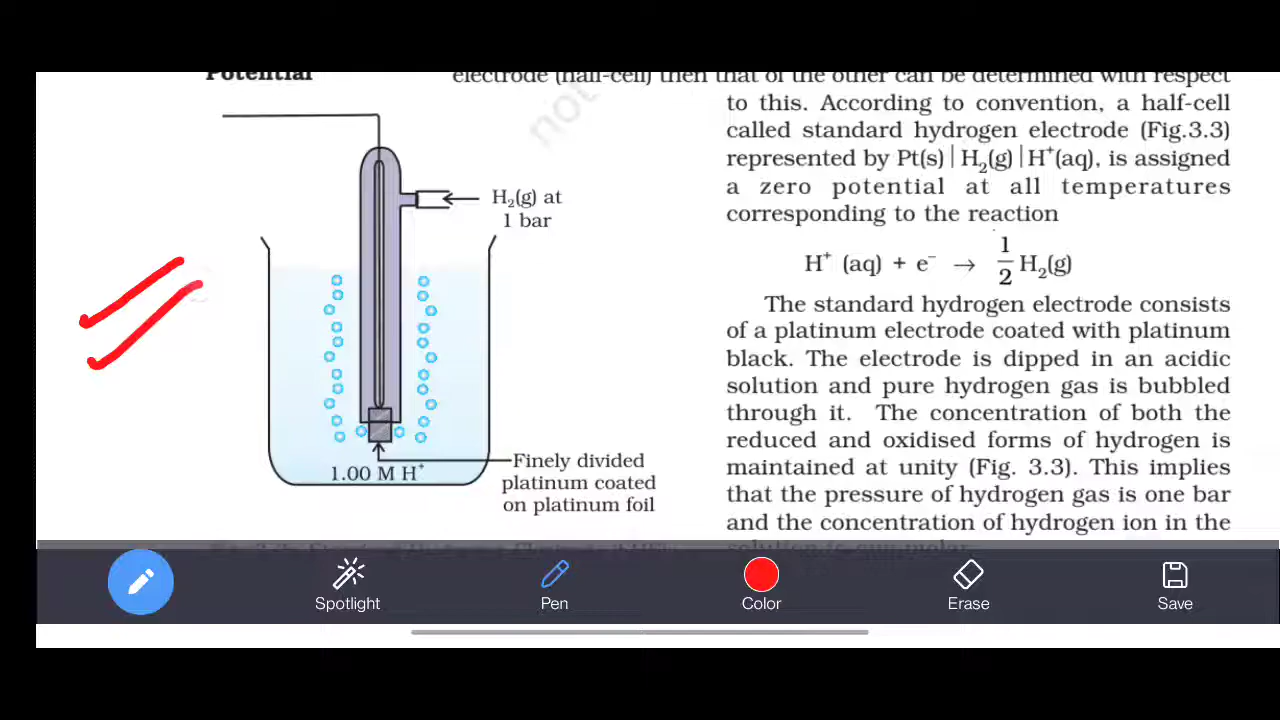 Potential
electrode (half-cell) then that of the other can be determined with respect
to this. According to convention, a half-cell
called standard hydrogen electrode (Fig.3.3)
represented by Pt(s)│H₂(g)│H⁺(aq), is assigned
a zero potential at all temperatures
corresponding to the reaction
H⁺ (aq) + e⁻ → 1/2 H₂(g)
The standard hydrogen electrode consists
of a platinum electrode coated with platinum
black. The electrode is dipped in an acidic
solution and pure hydrogen gas is bubbled
through it. The concentration of both the
reduced and oxidised forms of hydrogen is
maintained at unity (Fig. 3.3). This implies
that the pressure of hydrogen gas is one bar
and the concentration of hydrogen ion in the
solution is one molar.
not
H₂(g) at
1 bar
Finely divided
platinum coated
on platinum foil
1.00 M H⁺
Spotlight
Pen
Color
Erase
Save